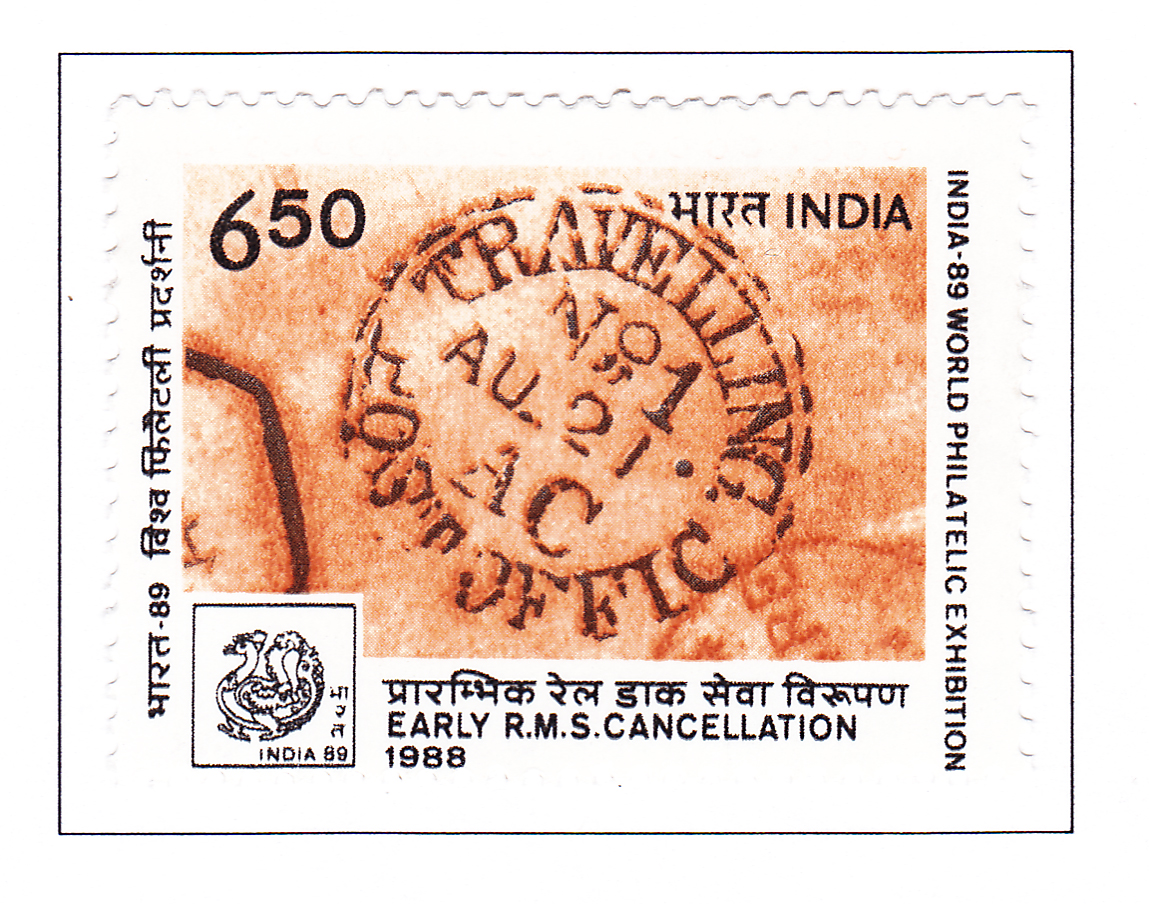 650
भारत INDIA
TRAVELLING
POST OFFIC
No 1
AU. 21
AC
भारत-89 विश्व फिलैटली प्रदर्शनी
INDIA-89 WORLD PHILATELIC EXHIBITION
भारत
INDIA 89
प्रारम्भिक रेल डाक सेवा विरूपण
EARLY R.M.S. CANCELLATION
1988